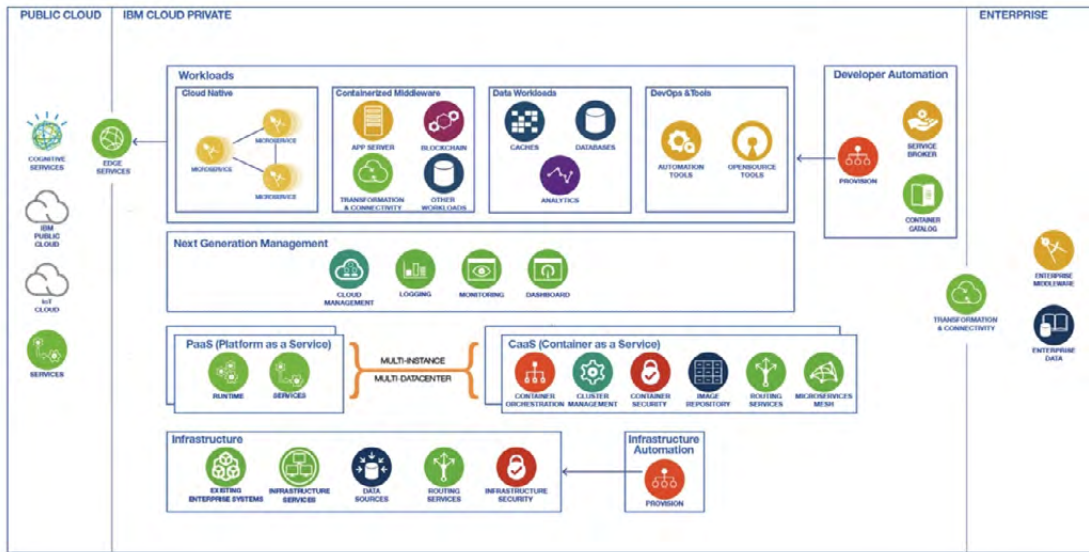 PUBLIC CLOUD
IBM CLOUD PRIVATE
ENTERPRISE
COGNITIVE
SERVICES
IBM
PUBLIC
CLOUD
IoT
CLOUD
SERVICES
EDGE
SERVICES
Workloads
Cloud Native
MICROSERVICE
MICROSERVICE
MICROSERVICE
Containerized Middleware
APP SERVER
BLOCKCHAIN
TRANSFORMATION
& CONNECTIVITY
OTHER
WORKLOADS
Data Workloads
CACHES
DATABASES
ANALYTICS
DevOps &Tools
AUTOMATION
TOOLS
OPENSOURCE
TOOLS
Developer Automation
PROVISION
SERVICE
BROKER
CONTAINER
CATALOG
Next Generation Management
CLOUD
MANAGEMENT
LOGGING
MONITORING
DASHBOARD
PaaS (Platform as a Service)
RUNTIME
SERVICES
MULTI-INSTANCE
MULTI-DATACENTER
CaaS (Container as a Service)
CONTAINER
ORCHESTRATION
CLUSTER
MANAGEMENT
CONTAINER
SECURITY
IMAGE
REPOSITORY
ROUTING
SERVICES
MICROSERVICES
MESH
Infrastructure
EXISTING
ENTERPRISE SYSTEMS
INFRASTRUCTURE
SERVICES
DATA
SOURCES
ROUTING
SERVICES
INFRASTRUCTURE
SECURITY
Infrastructure
Automation
PROVISION
TRANSFORMATION
& CONNECTIVITY
ENTERPRISE
MIDDLEWARE
ENTERPRISE
DATA